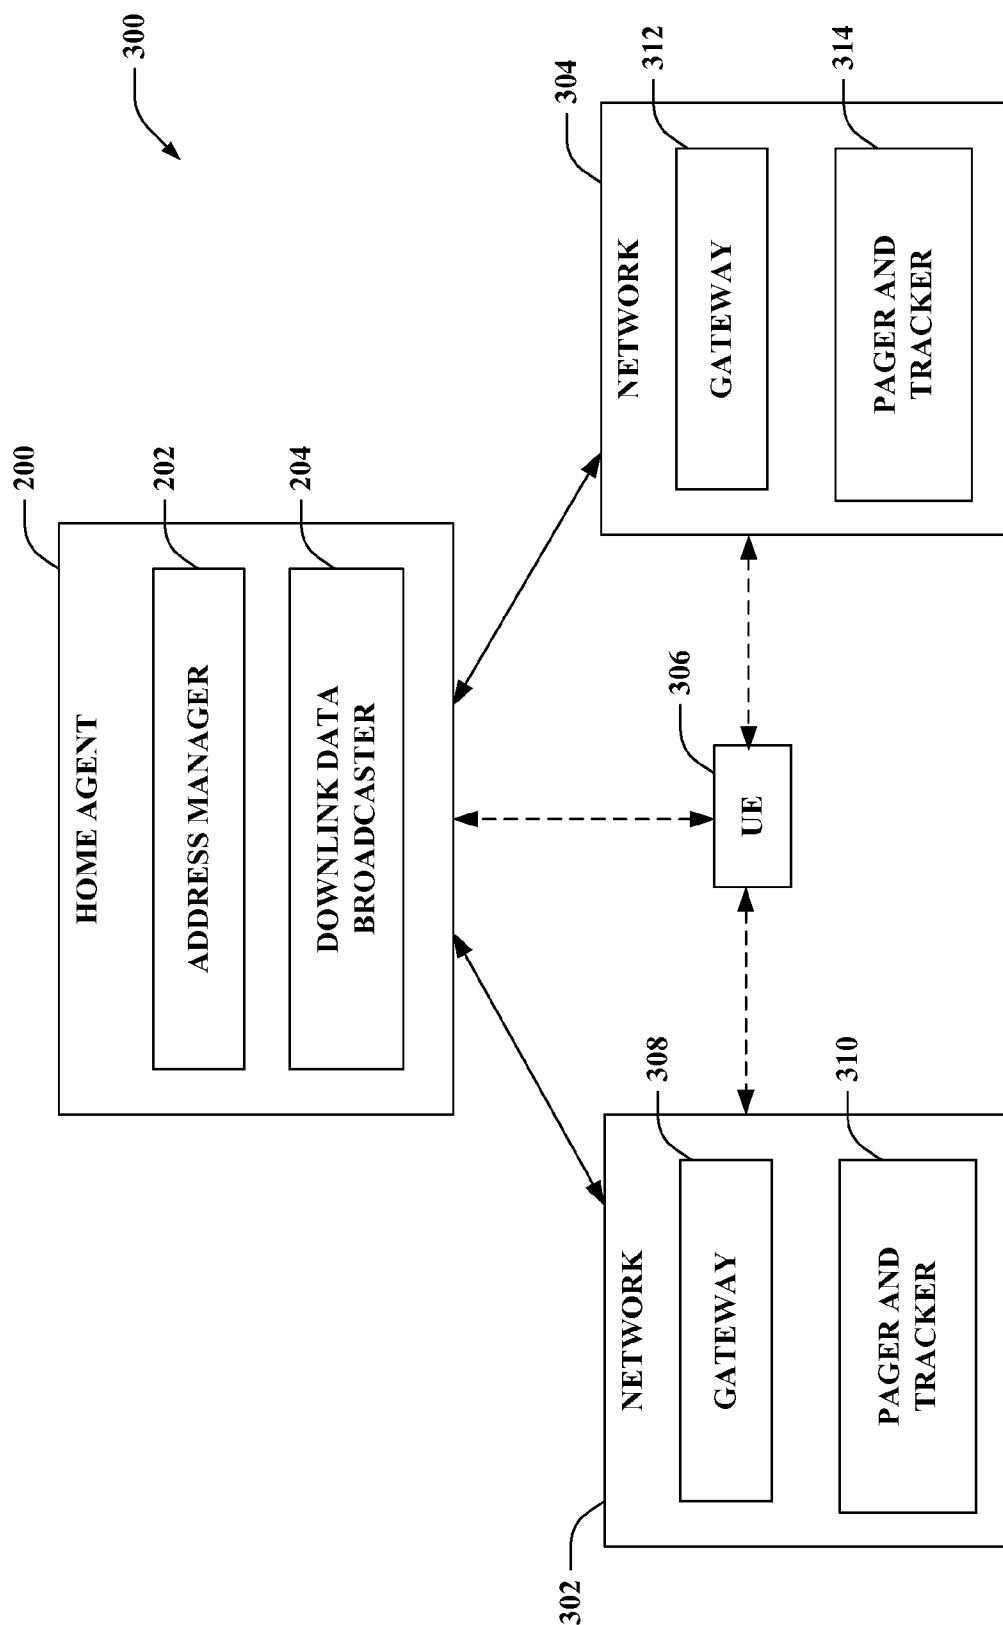 300
200
HOME AGENT
202
ADDRESS MANAGER
204
DOWNLINK DATA
BROADCASTER
302
NETWORK
308
GATEWAY
310
PAGER AND
TRACKER
306
UE
304
NETWORK
312
GATEWAY
314
PAGER AND
TRACKER